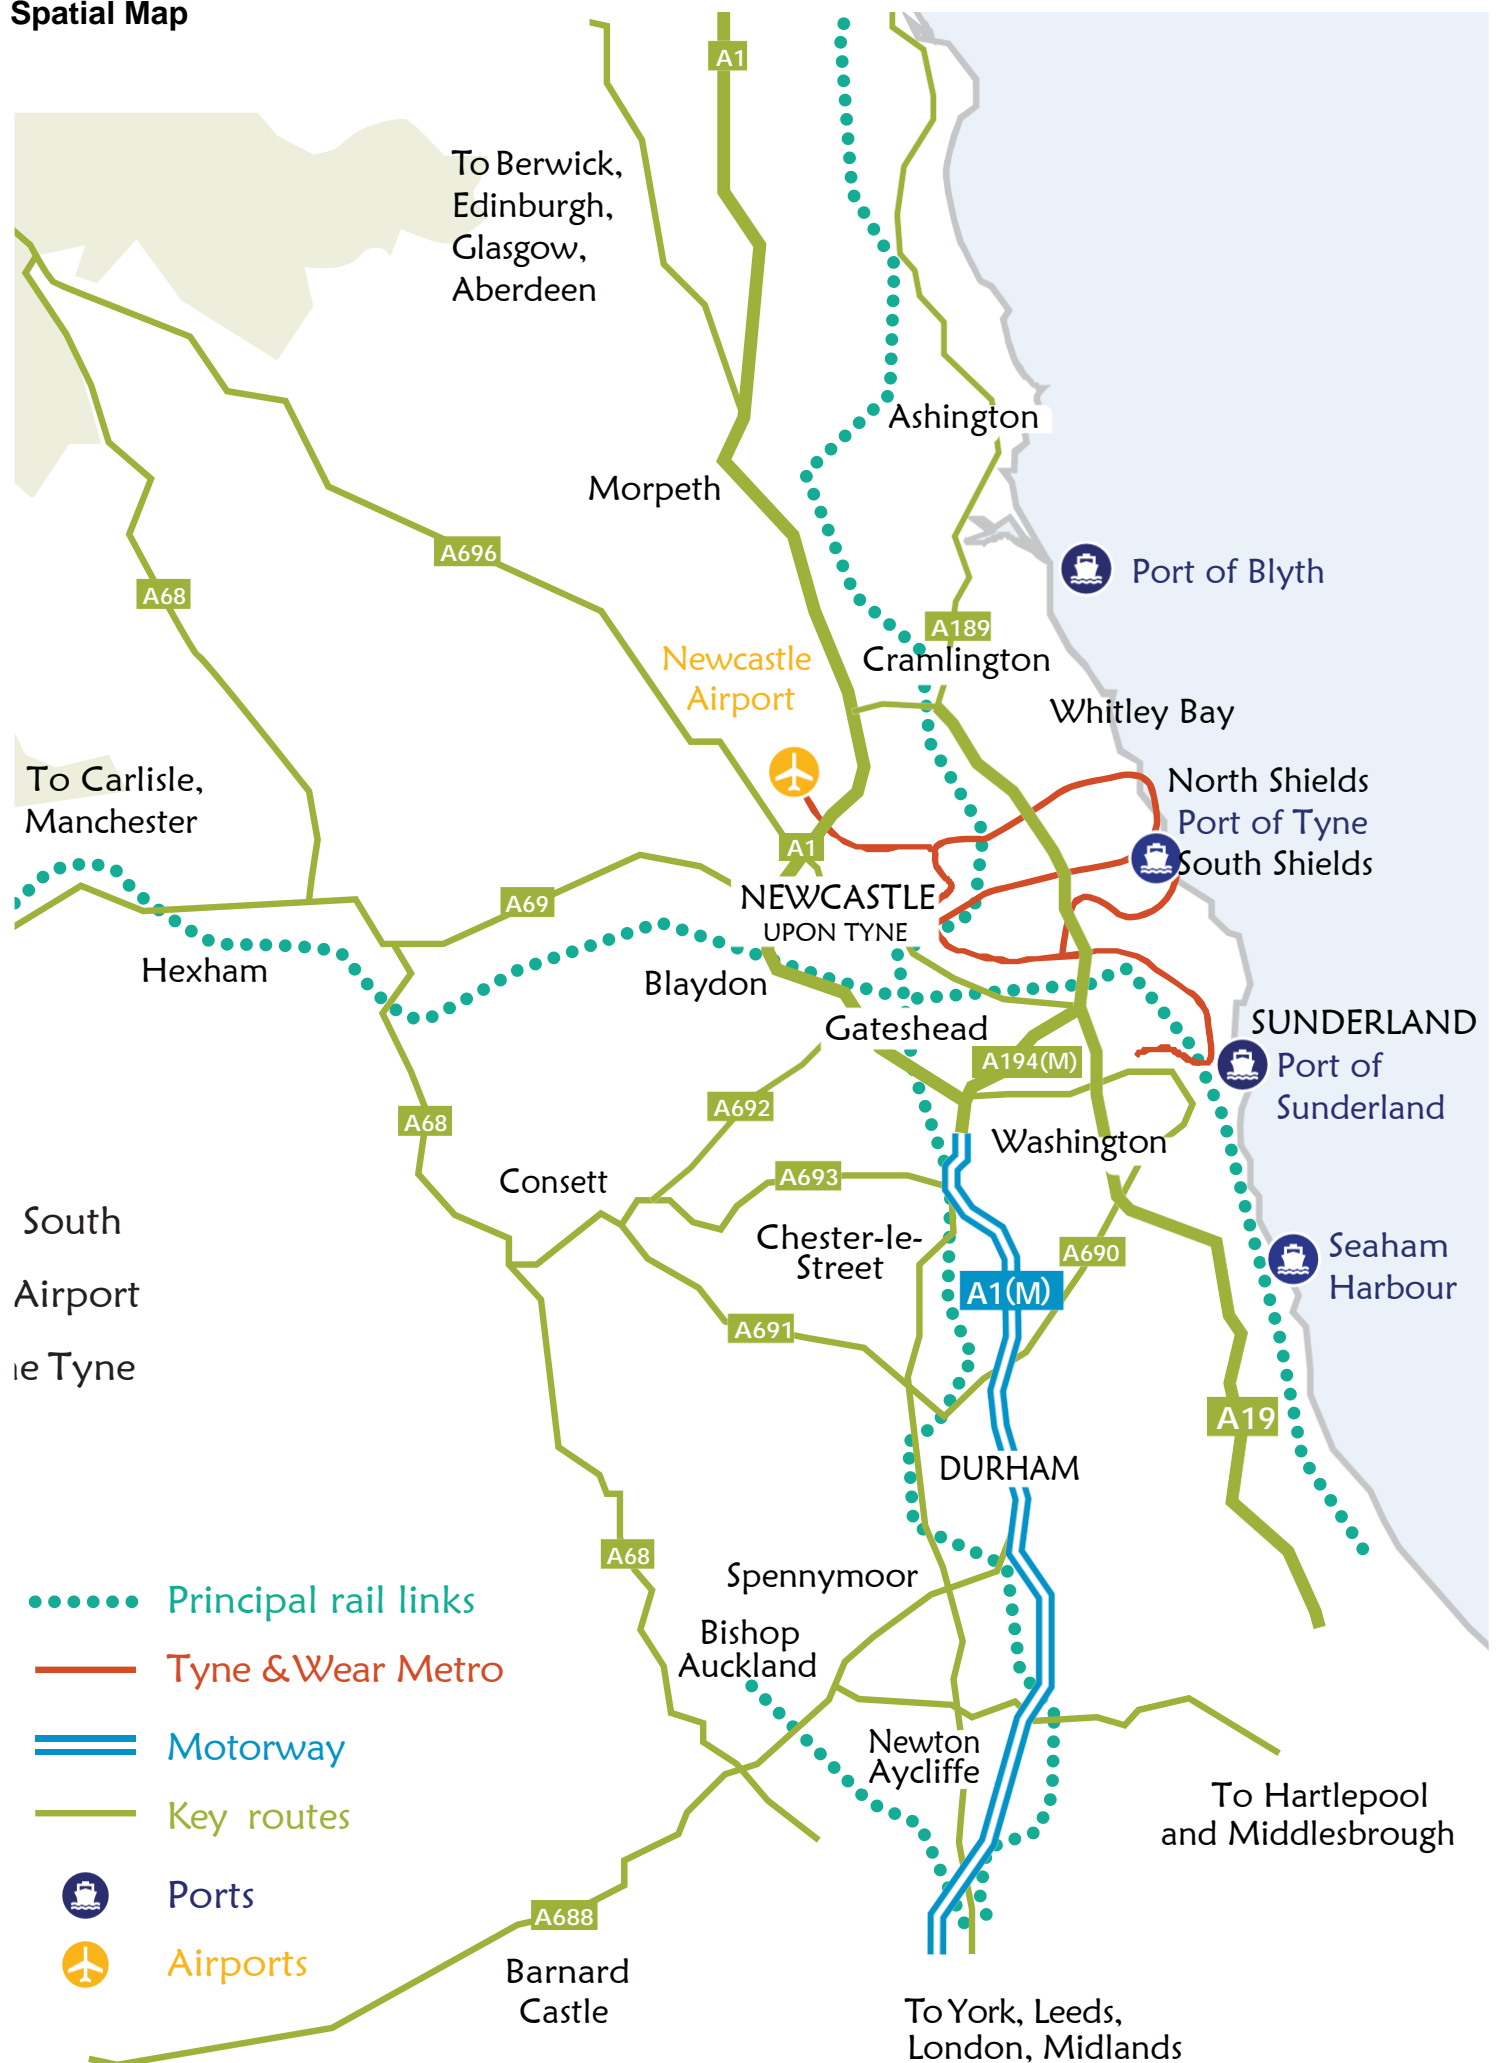 Spatial Map
A1
To Berwick,
Edinburgh,
Glasgow,
Aberdeen
Ashington
Morpeth
A696
A68
Port of Blyth
A189
Newcastle
Airport
Cramlington
Whitley Bay
To Carlisle,
Manchester
North Shields
Port of Tyne
South Shields
A1
A69
NEWCASTLE
UPON TYNE
Hexham
Blaydon
Gateshead
SUNDERLAND
Port of
Sunderland
A194(M)
A692
A68
Washington
Consett
A693
South
Chester-le-
Street
A690
Seaham
Harbour
Airport
A1(M)
A691
Tyne
A19
DURHAM
A68
Spennymoor
Principal rail links
Bishop
Auckland
Tyne & Wear Metro
Motorway
Newton
Aycliffe
Key routes
To Hartlepool
and Middlesbrough
Ports
A688
Airports
Barnard
Castle
To York, Leeds,
London, Midlands